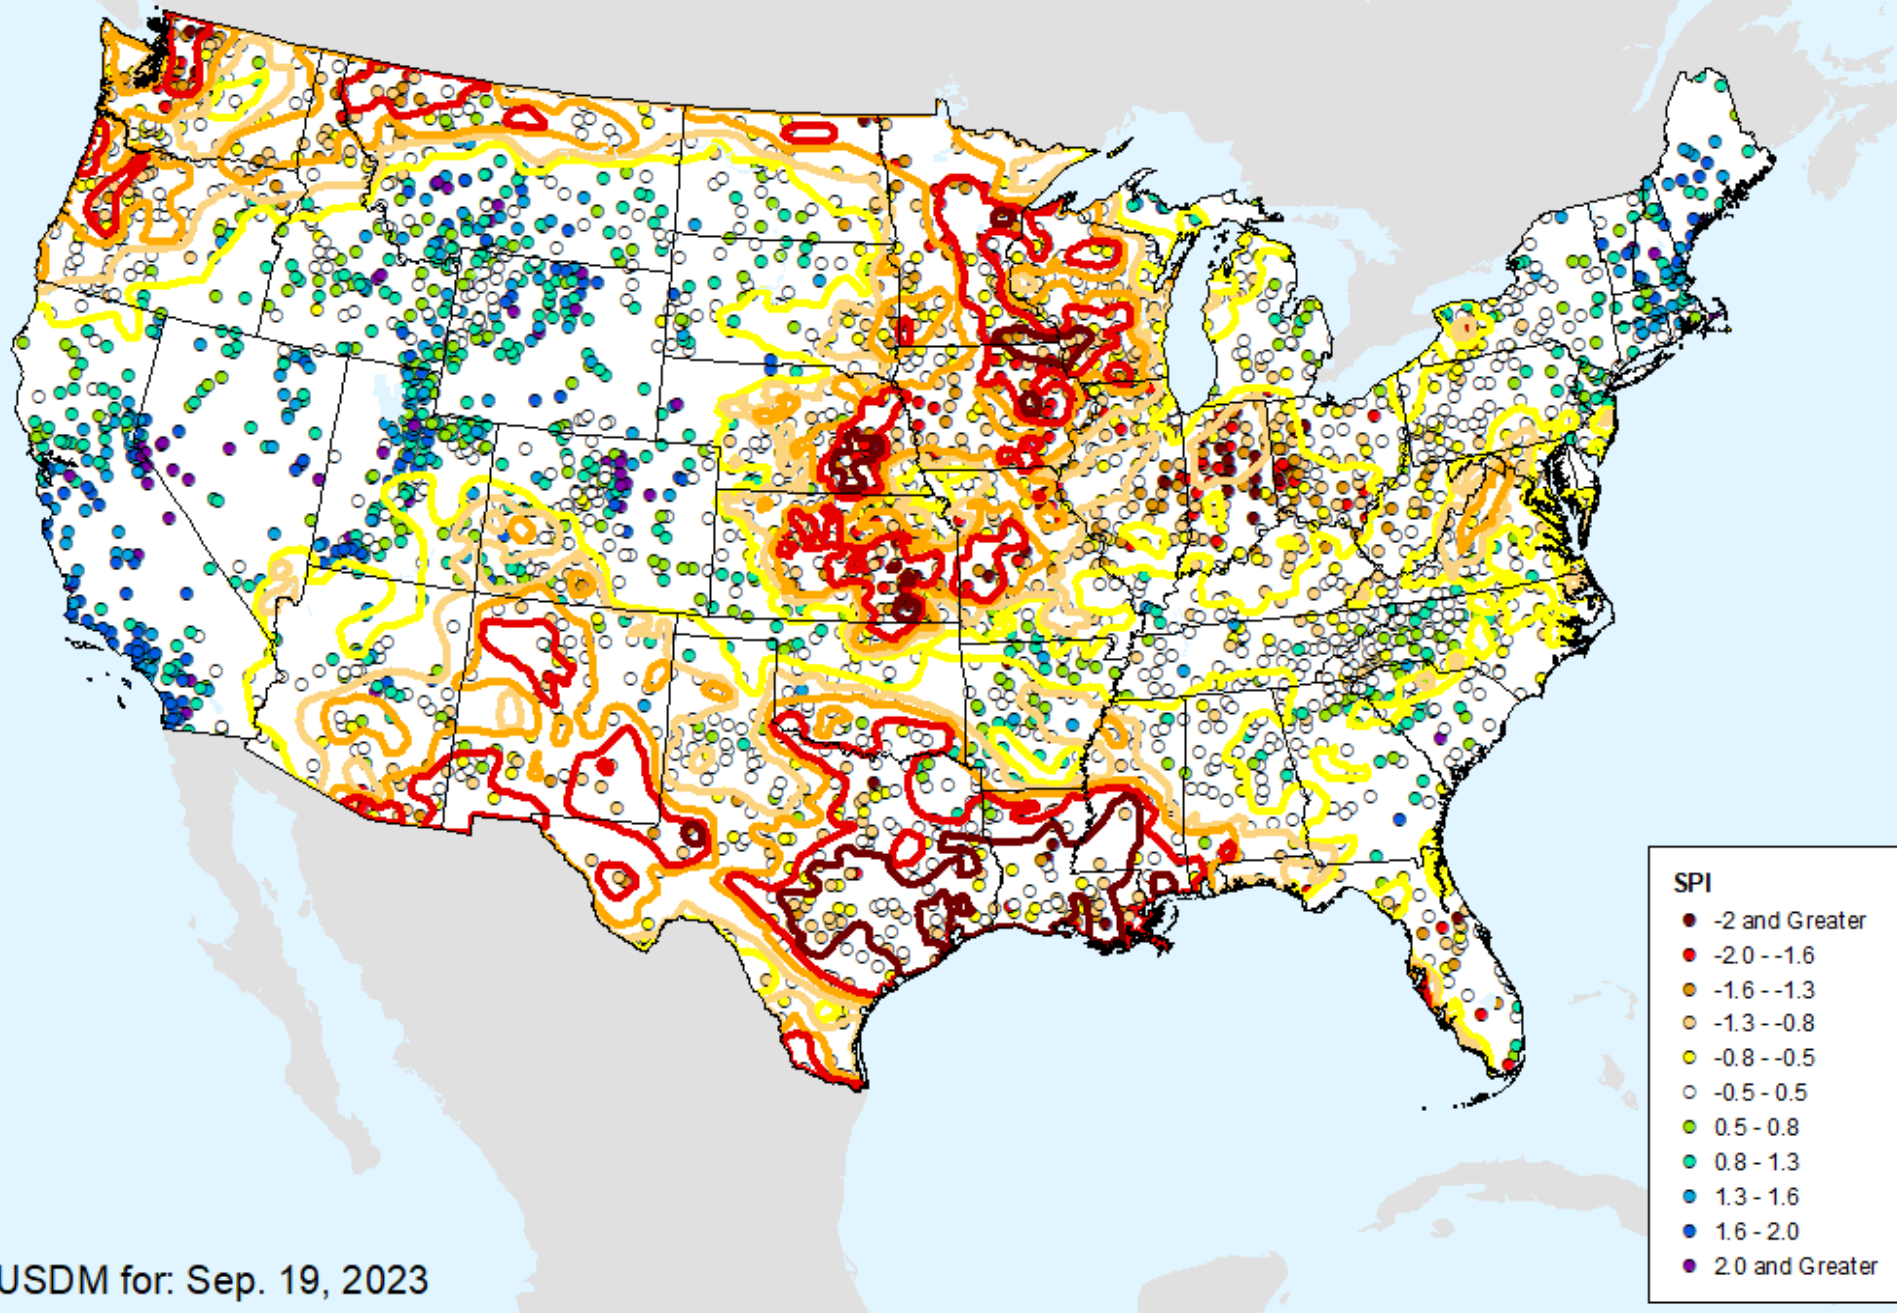 SPI
-2 and Greater
-2.0 - -1.6
-1.6 - -1.3
-1.3 - -0.8
-0.8 - -0.5
-0.5 - 0.5
0.5 - 0.8
0.8 - 1.3
1.3 - 1.6
1.6 - 2.0
2.0 and Greater
USDM for: Sep. 19, 2023